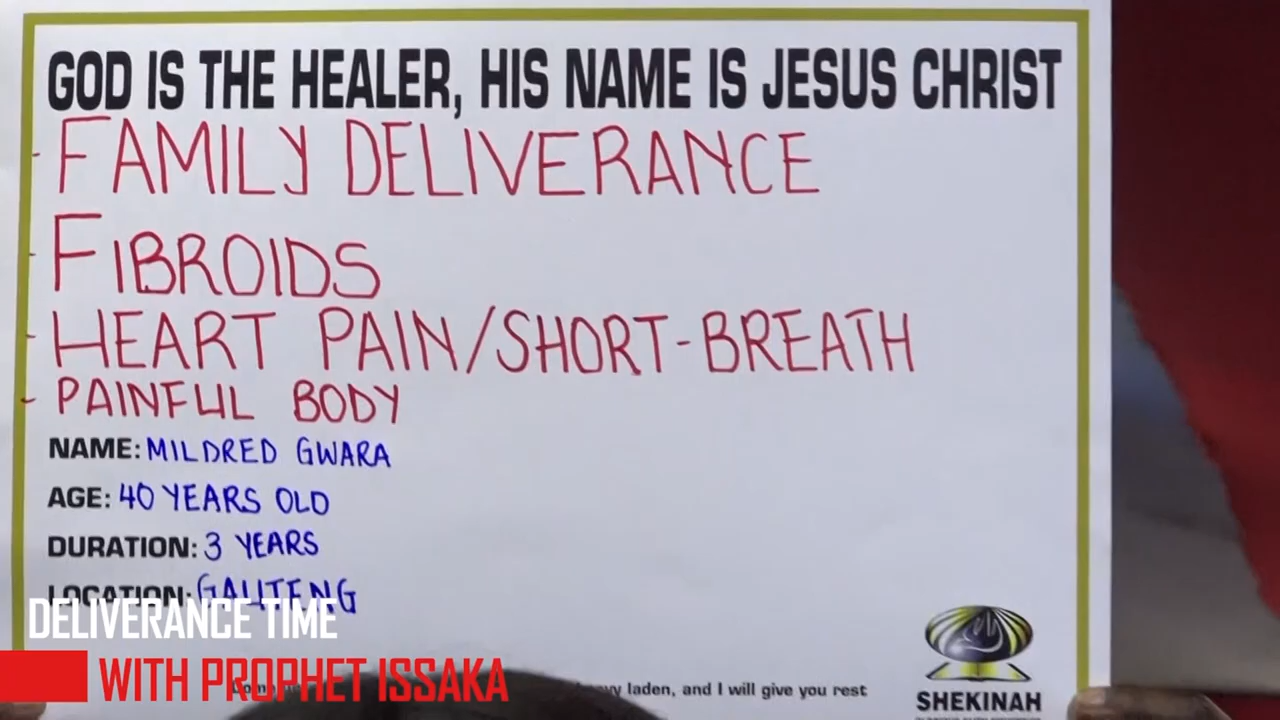 GOD IS THE HEALER, HIS NAME IS JESUS CHRIST
- FAMILY DELIVERANCE
- FIBROIDS
- HEART PAIN/SHORT-BREATH
- PAINFUL BODY
NAME: MILDRED GWARA
AGE: 40 YEARS OLD
DURATION: 3 YEARS
LOCATION: GAUTENG
DELIVERANCE TIME
WITH PROPHET ISSAKA
laden, and I will give you rest
SHEKINAH